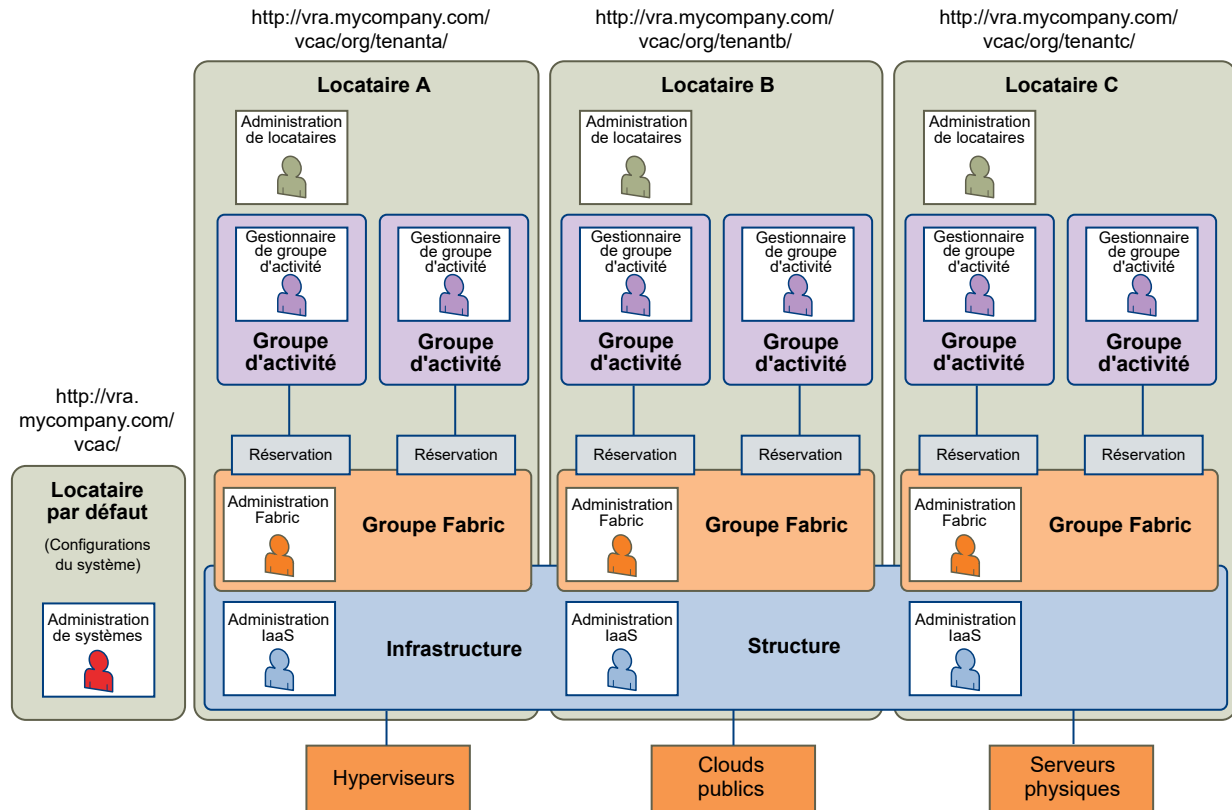 http://vra.mycompany.com/
vcac/org/tenanta/
http://vra.mycompany.com/
vcac/org/tenantb/
http://vra.mycompany.com/
vcac/org/tenantc/
Locataire A
Locataire B
Locataire C
Administration
de locataires
Administration
de locataires
Administration
de locataires
Gestionnaire
de groupe
d'activité
Gestionnaire
de groupe
d'activité
Gestionnaire
de groupe
d'activité
Gestionnaire
de groupe
d'activité
Gestionnaire
de groupe
d'activité
Gestionnaire
de groupe
d'activité
Groupe
d'activité
Groupe
d'activité
Groupe
d'activité
Groupe
d'activité
Groupe
d'activité
Groupe
d'activité
http://vra.
mycompany.com/
vcac/
Réservation
Réservation
Réservation
Réservation
Réservation
Réservation
Locataire
par défaut
(Configurations
du système)
Administration
de systèmes
Administration
Fabric
Groupe Fabric
Administration
Fabric
Groupe Fabric
Administration
Fabric
Groupe Fabric
Administration
IaaS
Infrastructure
Administration
IaaS
Structure
Administration
IaaS
Hyperviseurs
Clouds
publics
Serveurs
physiques